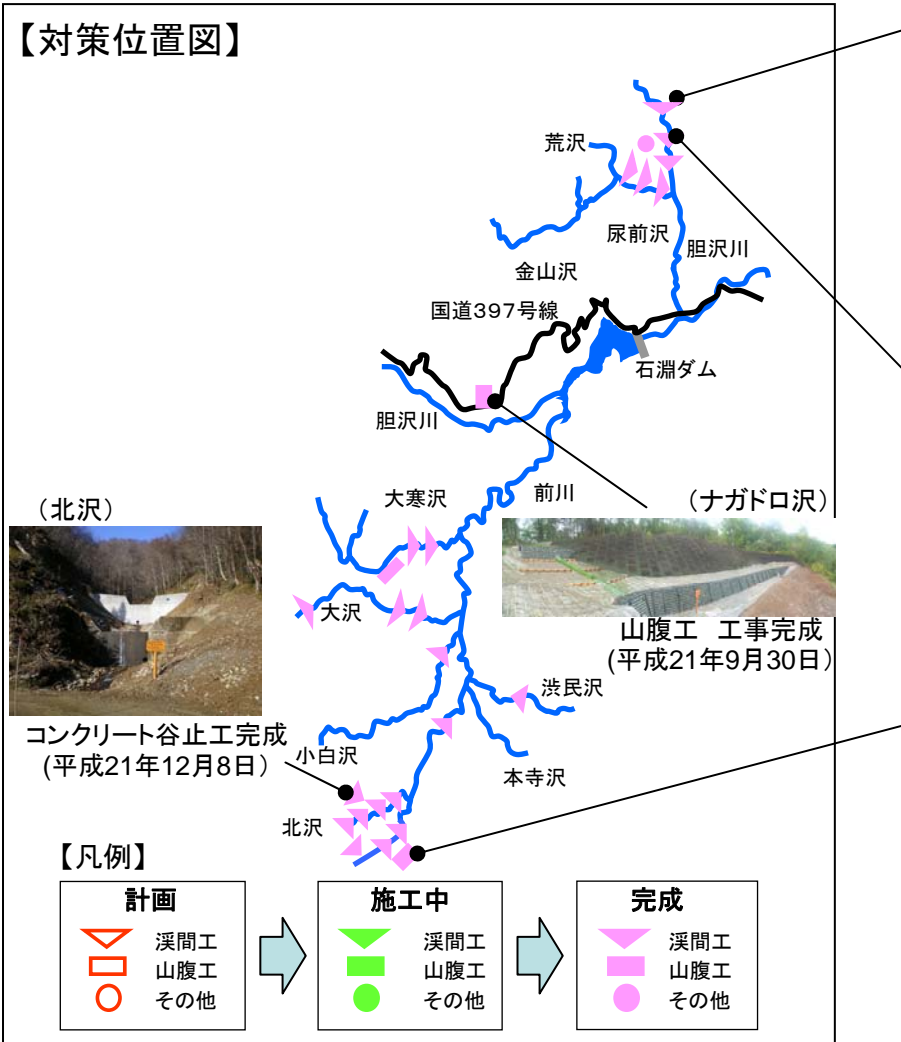 【対策位置図】
荒沢
尿前沢
胆沢川
金山沢
国道397号線
石淵ダム
胆沢川
大寒沢
前川
（北沢）
（ナガドロ沢）
大沢
山腹工 工事完成
(平成21年9月30日）
渋民沢
コンクリート谷止工完成
(平成21年12月8日）
小白沢
本寺沢
北沢
【凡例】
計画
渓間工
山腹工
その他
施工中
渓間工
山腹工
その他
完成
渓間工
山腹工
その他